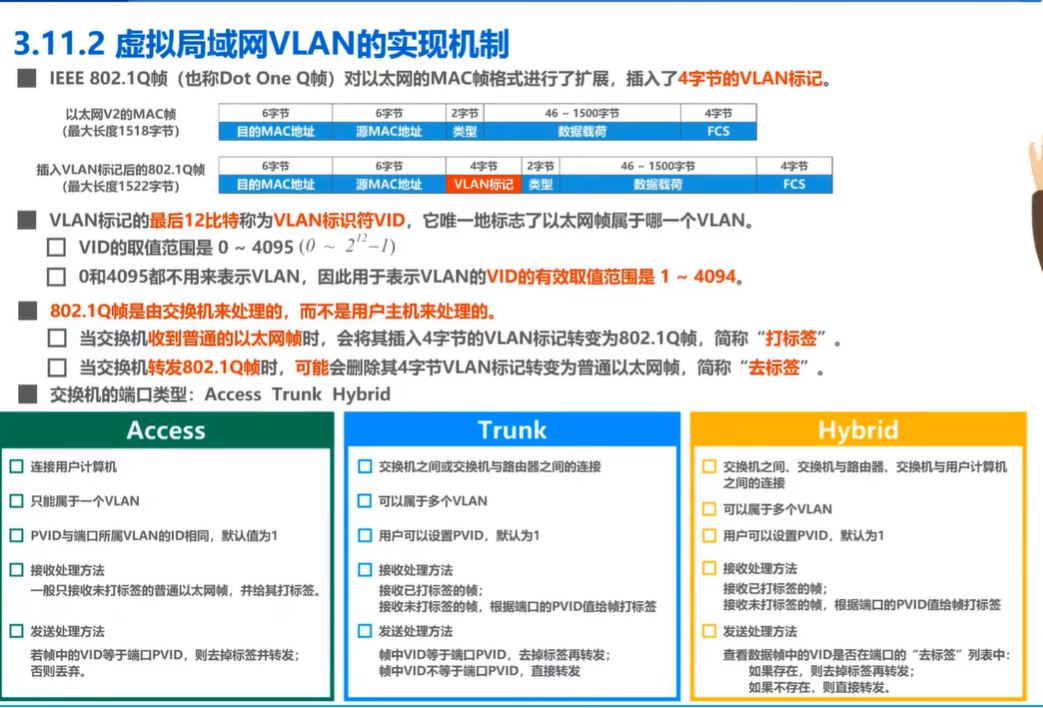 3.11.2 虚拟局域网VLAN的实现机制
IEEE 802.1Q帧（也称Dot One Q帧）对以太网的MAC帧格式进行了扩展，插入了4字节的VLAN标记。
以太网V2的MAC帧
（最大长度1518字节）
6字节 6字节 2字节 46 ~ 1500字节 4字节
目的MAC地址 源MAC地址 类型 数据载荷 FCS
插入VLAN标记后的802.1Q帧
（最大长度1522字节）
6字节 6字节 4字节 2字节 46 ~ 1500字节 4字节
目的MAC地址 源MAC地址 VLAN标记 类型 数据载荷 FCS
VLAN标记的最后12比特称为VLAN标识符VID，它唯一地标志了以太网帧属于哪一个VLAN。
VID的取值范围是 0 ~ 4095 (0 ~ 2^12-1)
0和4095都不用来表示VLAN，因此用于表示VLAN的VID的有效取值范围是 1 ~ 4094。
802.1Q帧是由交换机来处理的，而不是用户主机来处理的。
当交换机收到普通的以太网帧时，会将其插入4字节的VLAN标记转变为802.1Q帧，简称“打标签”。
当交换机转发802.1Q帧时，可能会删除其4字节VLAN标记转变为普通以太网帧，简称“去标签”。
交换机的端口类型：Access Trunk Hybrid
Access
连接用户计算机
只能属于一个VLAN
PVID与端口所属VLAN的ID相同，默认值为1
接收处理方法
一般只接收未打标签的普通以太网帧，并给其打标签。
发送处理方法
若帧中的VID等于端口PVID，则去掉标签并转发；
否则丢弃。
Trunk
交换机之间或交换机与路由器之间的连接
可以属于多个VLAN
用户可以设置PVID，默认为1
接收处理方法
接收已打标签的帧；
接收未打标签的帧，根据端口的PVID值给帧打标签
发送处理方法
帧中VID等于端口PVID，去掉标签再转发；
帧中VID不等于端口PVID，直接转发
Hybrid
交换机之间、交换机与路由器、交换机与用户计算机
之间的连接
可以属于多个VLAN
用户可以设置PVID，默认为1
接收处理方法
接收已打标签的帧；
接收未打标签的帧，根据端口的PVID值给帧打标签
发送处理方法
查看数据帧中的VID是否在端口的“去标签”列表中：
如果存在，则去掉标签再转发；
如果不存在，则直接转发。